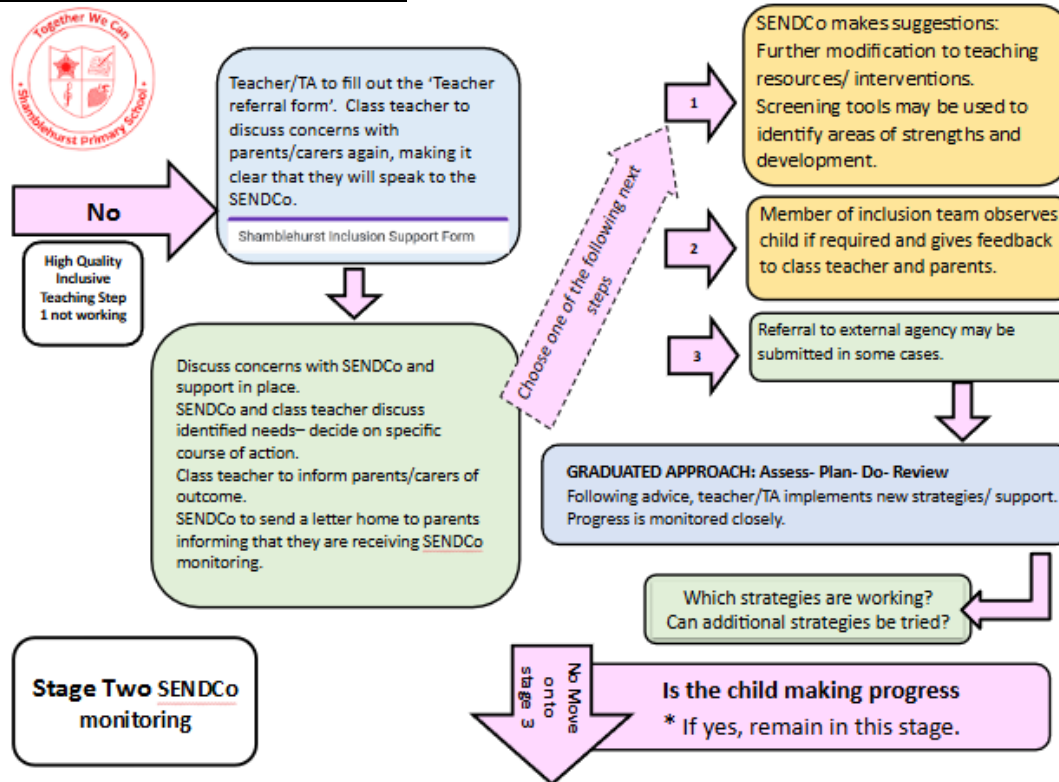 Together We Can
Shamblehurst Primary School
No
High Quality
Inclusive
Teaching Step
1 not working
Teacher/TA to fill out the 'Teacher
referral form'. Class teacher to
discuss concerns with
parents/carers again, making it
clear that they will speak to the
SENDCo.
Shamblehurst Inclusion Support Form
Discuss concerns with SENDCo and
support in place.
SENDCo and class teacher discuss
identified needs– decide on specific
course of action.
Class teacher to inform parents/carers of
outcome.
SENDCo to send a letter home to parents
informing that they are receiving SENDCo
monitoring.
Choose one of the following next
steps
1
SENDCo makes suggestions:
Further modification to teaching
resources/ interventions.
Screening tools may be used to
identify areas of strengths and
development.
2
Member of inclusion team observes
child if required and gives feedback
to class teacher and parents.
3
Referral to external agency may be
submitted in some cases.
GRADUATED APPROACH: Assess- Plan- Do- Review
Following advice, teacher/TA implements new strategies/ support.
Progress is monitored closely.
Which strategies are working?
Can additional strategies be tried?
Is the child making progress
* If yes, remain in this stage.
No Move
onto
stage 3
Stage Two SENDCo
monitoring